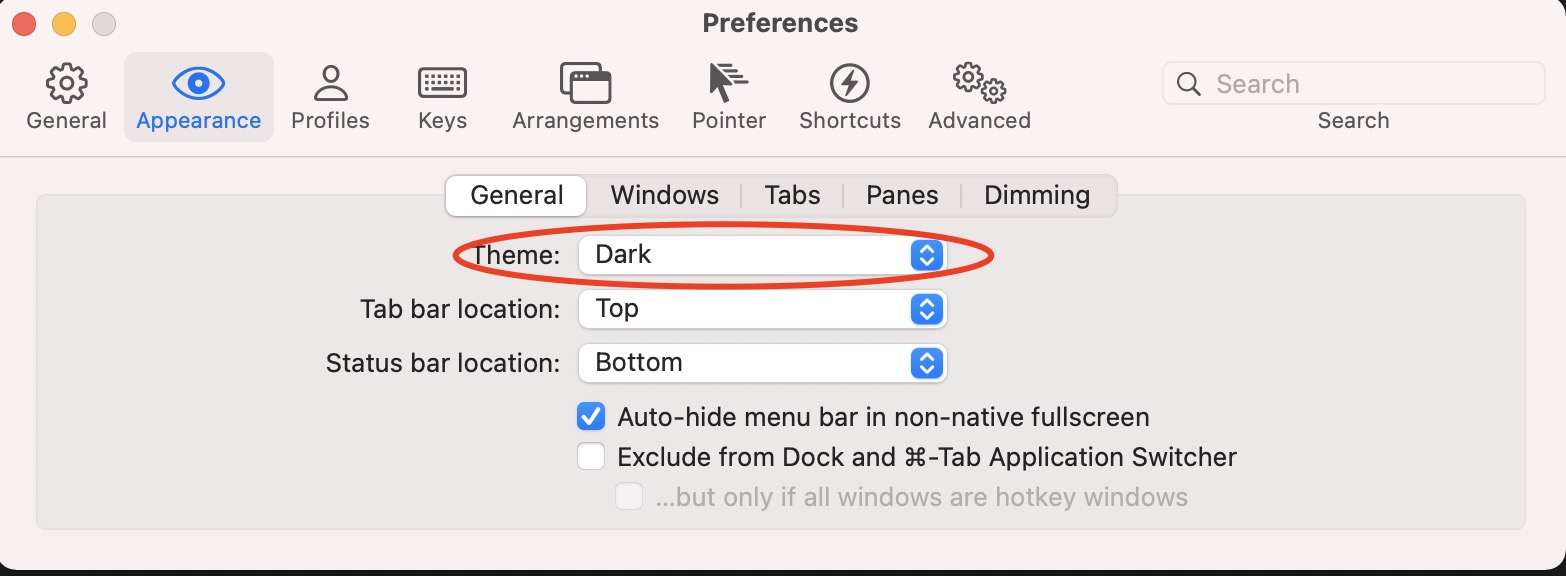 Preferences
General Appearance Profiles Keys Arrangements Pointer Shortcuts Advanced
Search
Search
General Windows Tabs Panes Dimming
Theme: Dark
Tab bar location: Top
Status bar location: Bottom
Auto-hide menu bar in non-native fullscreen
Exclude from Dock and ⌘-Tab Application Switcher
...but only if all windows are hotkey windows